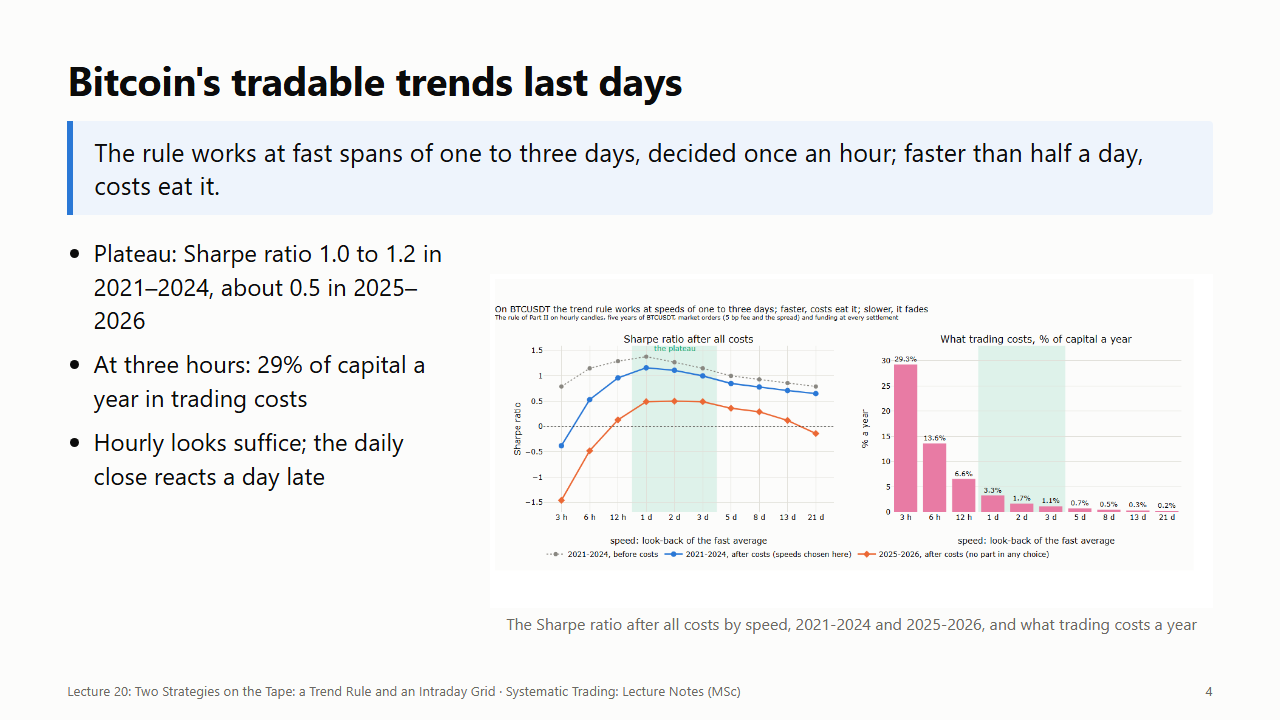 Bitcoin's tradable trends last days
The rule works at fast spans of one to three days, decided once an hour; faster than half a day,
costs eat it.
• Plateau: Sharpe ratio 1.0 to 1.2 in
2021–2024, about 0.5 in 2025–
2026
• At three hours: 29% of capital a
year in trading costs
• Hourly looks suffice; the daily
close reacts a day late
On BTCUSDT the trend rule works at speeds of one to three days; faster, costs eat it; slower, it fades
The rule of Part II on hourly candles, five years of BTCUSDT, market orders (5 bp fee and the spread) and funding at every settlement
Sharpe ratio after all costs
the plateau
1.5
1
0.5
0
−0.5
−1
−1.5
Sharpe ratio
3 h 6 h 12 h 1 d 2 d 3 d 5 d 8 d 13 d 21 d
speed: look-back of the fast average
What trading costs, % of capital a year
30
25
20
15
10
5
0
% a year
29.3% 13.6% 6.6% 3.3% 1.7% 1.1% 0.7% 0.5% 0.3% 0.2%
3 h 6 h 12 h 1 d 2 d 3 d 5 d 8 d 13 d 21 d
speed: look-back of the fast average
2021-2024, before costs 2021-2024, after costs (speeds chosen here) 2025-2026, after costs (no part in any choice)
The Sharpe ratio after all costs by speed, 2021-2024 and 2025-2026, and what trading costs a year
Lecture 20: Two Strategies on the Tape: a Trend Rule and an Intraday Grid · Systematic Trading: Lecture Notes (MSc)
4